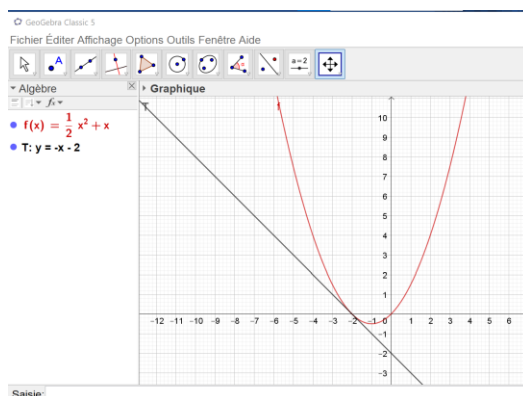 GeoGebra Classic 5
Fichier Éditer Affichage Options Outils Fenêtre Aide
A
a=2
Algèbre
Graphique
fx
f(x) = 1/2 x² + x
T: y = -x - 2
T
f
10
9
8
7
6
5
4
3
2
1
-12 -11 -10 -9 -8 -7 -6 -5 -4 -3 -2 -1 0 1 2 3 4 5 6
-1
-2
-3
Saisie: